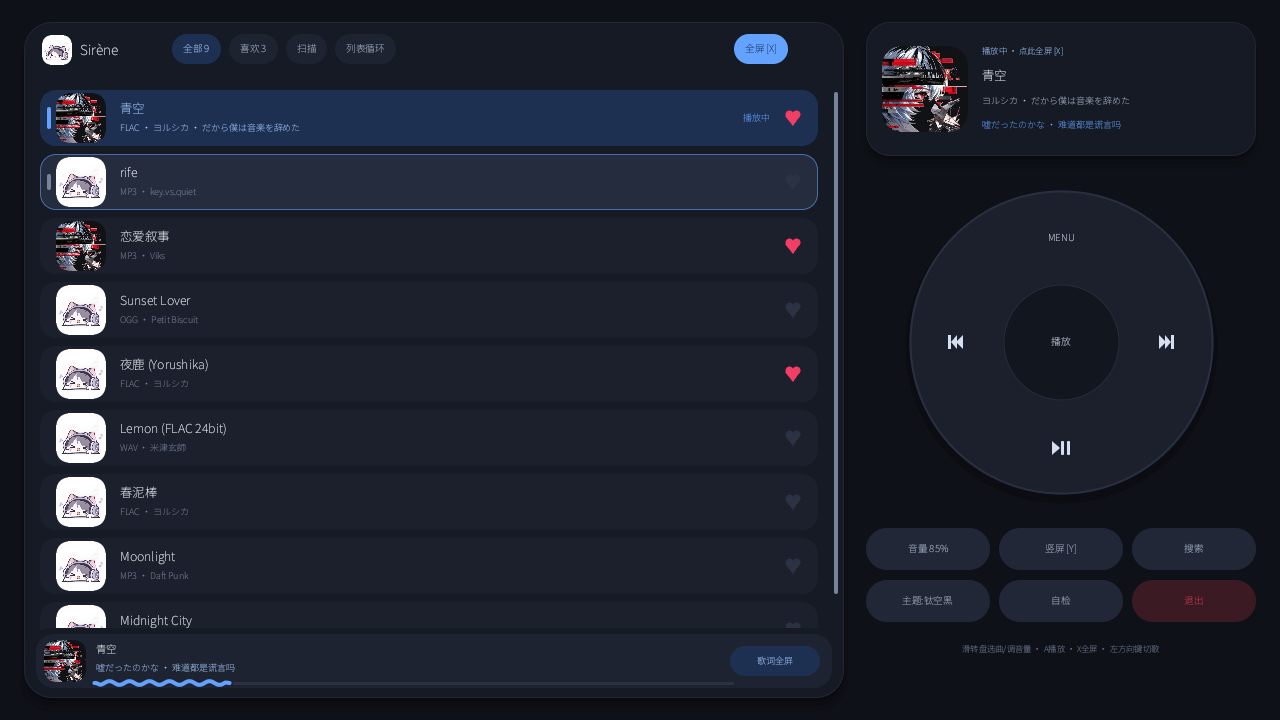 Sirène
全部9
喜欢3
扫描
列表循环
全屏 [X]
青空
FLAC • ヨルシカ • だから僕は音楽を辞めた
播放中
rife
MP3 • key.vs.quiet
恋爱叙事
MP3 • Viks
Sunset Lover
OGG • Petit Biscuit
夜鹿 (Yorushika)
FLAC • ヨルシカ
Lemon (FLAC 24bit)
WAV • 米津玄師
春泥棒
FLAC • ヨルシカ
Moonlight
MP3 • Daft Punk
Midnight City
青空
嘘だったのかな • 难道都是谎言吗
歌词全屏
播放中 • 点此全屏 [X]
青空
ヨルシカ • だから僕は音楽を辞めた
嘘だったのかな • 难道都是谎言吗
MENU
播放
音量 85%
竖屏 [Y]
搜索
主题:钛空黑
自检
退出
滑转盘选曲/调音量 • A播放 • X全屏 • 左方向键切歌